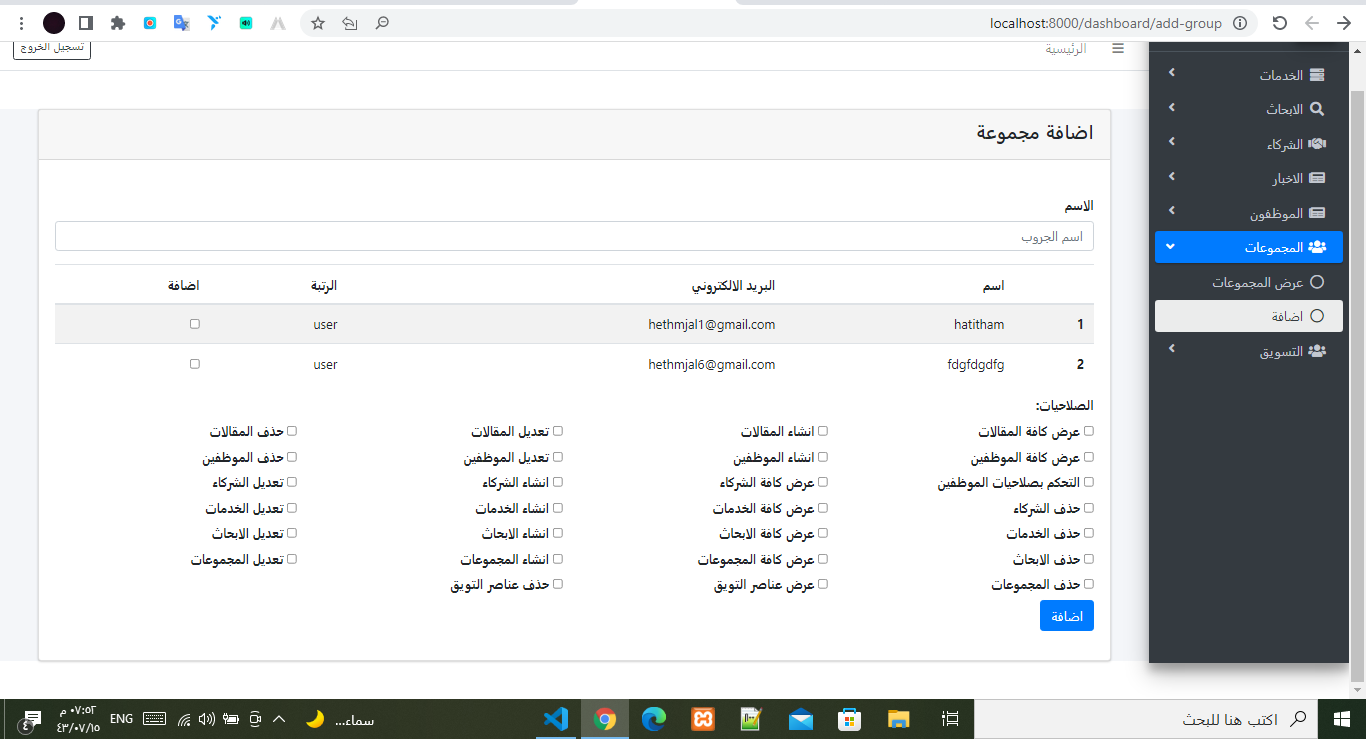 localhost:8000/dashboard/add-group
تسجيل الخروج
الرئيسية
الخدمات
الابحاث
الشركاء
الاخبار
الموظفون
المجموعات
عرض المجموعات
اضافة
التسويق
اضافة مجموعة
الاسم
اسم الجروب
اسم البريد الالكتروني الرتبة اضافة
1 hatitham hethmjal1@gmail.com user
2 fdgfdgdfg hethmjal6@gmail.com user
الصلاحيات:
عرض كافة المقالات انشاء المقالات تعديل المقالات حذف المقالات
عرض كافة الموظفين انشاء الموظفين تعديل الموظفين حذف الموظفين
التحكم بصلاحيات الموظفين عرض كافة الشركاء انشاء الشركاء تعديل الشركاء
حذف الشركاء عرض كافة الخدمات انشاء الخدمات تعديل الخدمات
حذف الخدمات عرض كافة الابحاث انشاء الابحاث تعديل الابحاث
حذف الابحاث عرض كافة المجموعات انشاء المجموعات تعديل المجموعات
حذف المجموعات عرض عناصر التويق حذف عناصر التويق
اضافة
اكتب هنا للبحث
سماء...
ENG
٠٧:٥٢ م
٤٣/٠٧/١٥
٤